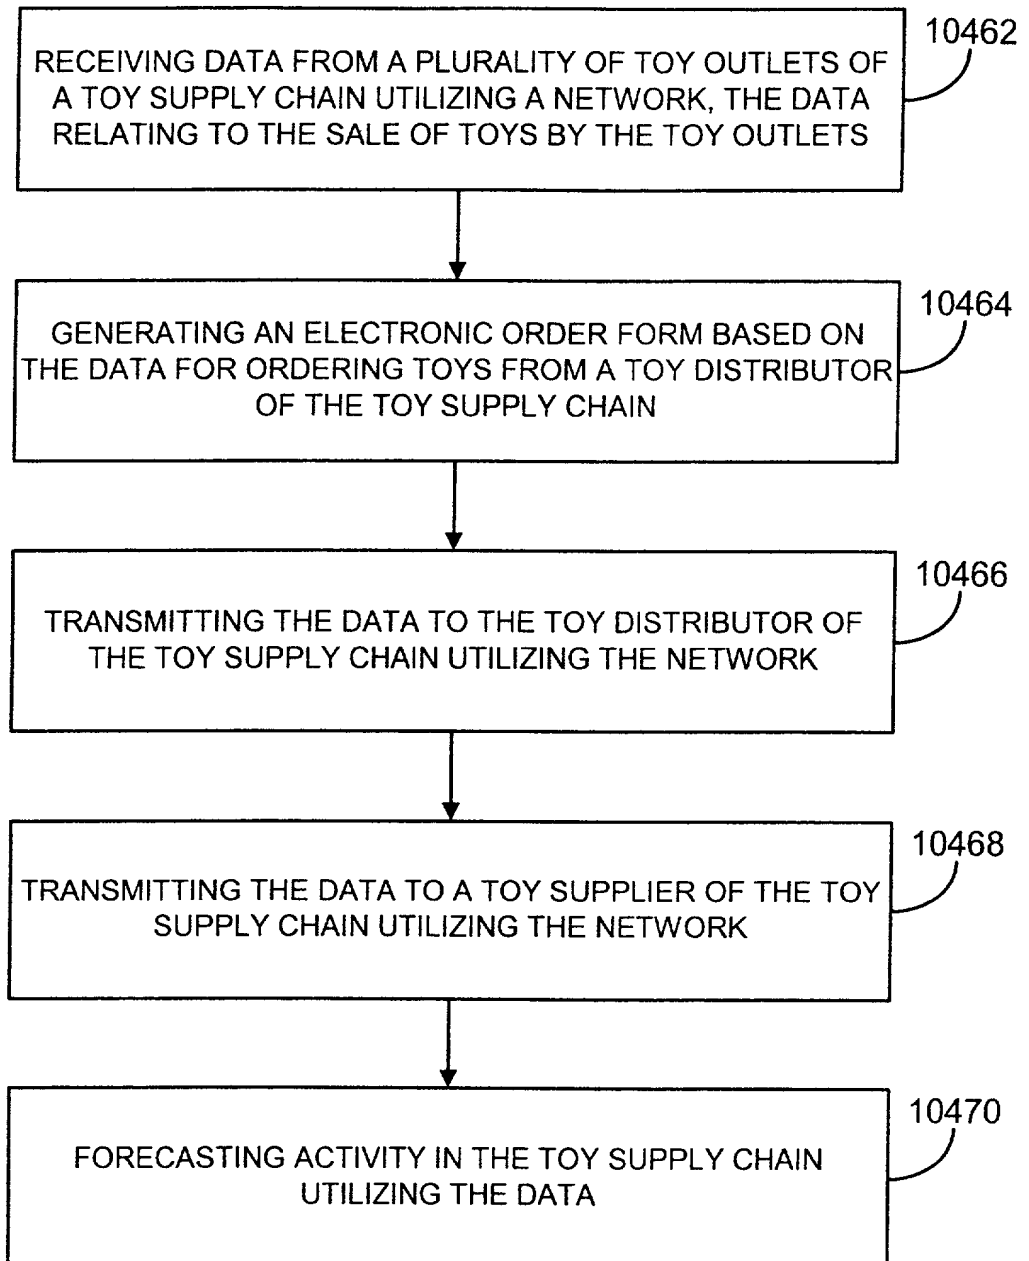 10462
RECEIVING DATA FROM A PLURALITY OF TOY OUTLETS OF
A TOY SUPPLY CHAIN UTILIZING A NETWORK, THE DATA
RELATING TO THE SALE OF TOYS BY THE TOY OUTLETS
10464
GENERATING AN ELECTRONIC ORDER FORM BASED ON
THE DATA FOR ORDERING TOYS FROM A TOY DISTRIBUTOR
OF THE TOY SUPPLY CHAIN
10466
TRANSMITTING THE DATA TO THE TOY DISTRIBUTOR OF
THE TOY SUPPLY CHAIN UTILIZING THE NETWORK
10468
TRANSMITTING THE DATA TO A TOY SUPPLIER OF THE TOY
SUPPLY CHAIN UTILIZING THE NETWORK
10470
FORECASTING ACTIVITY IN THE TOY SUPPLY CHAIN
UTILIZING THE DATA